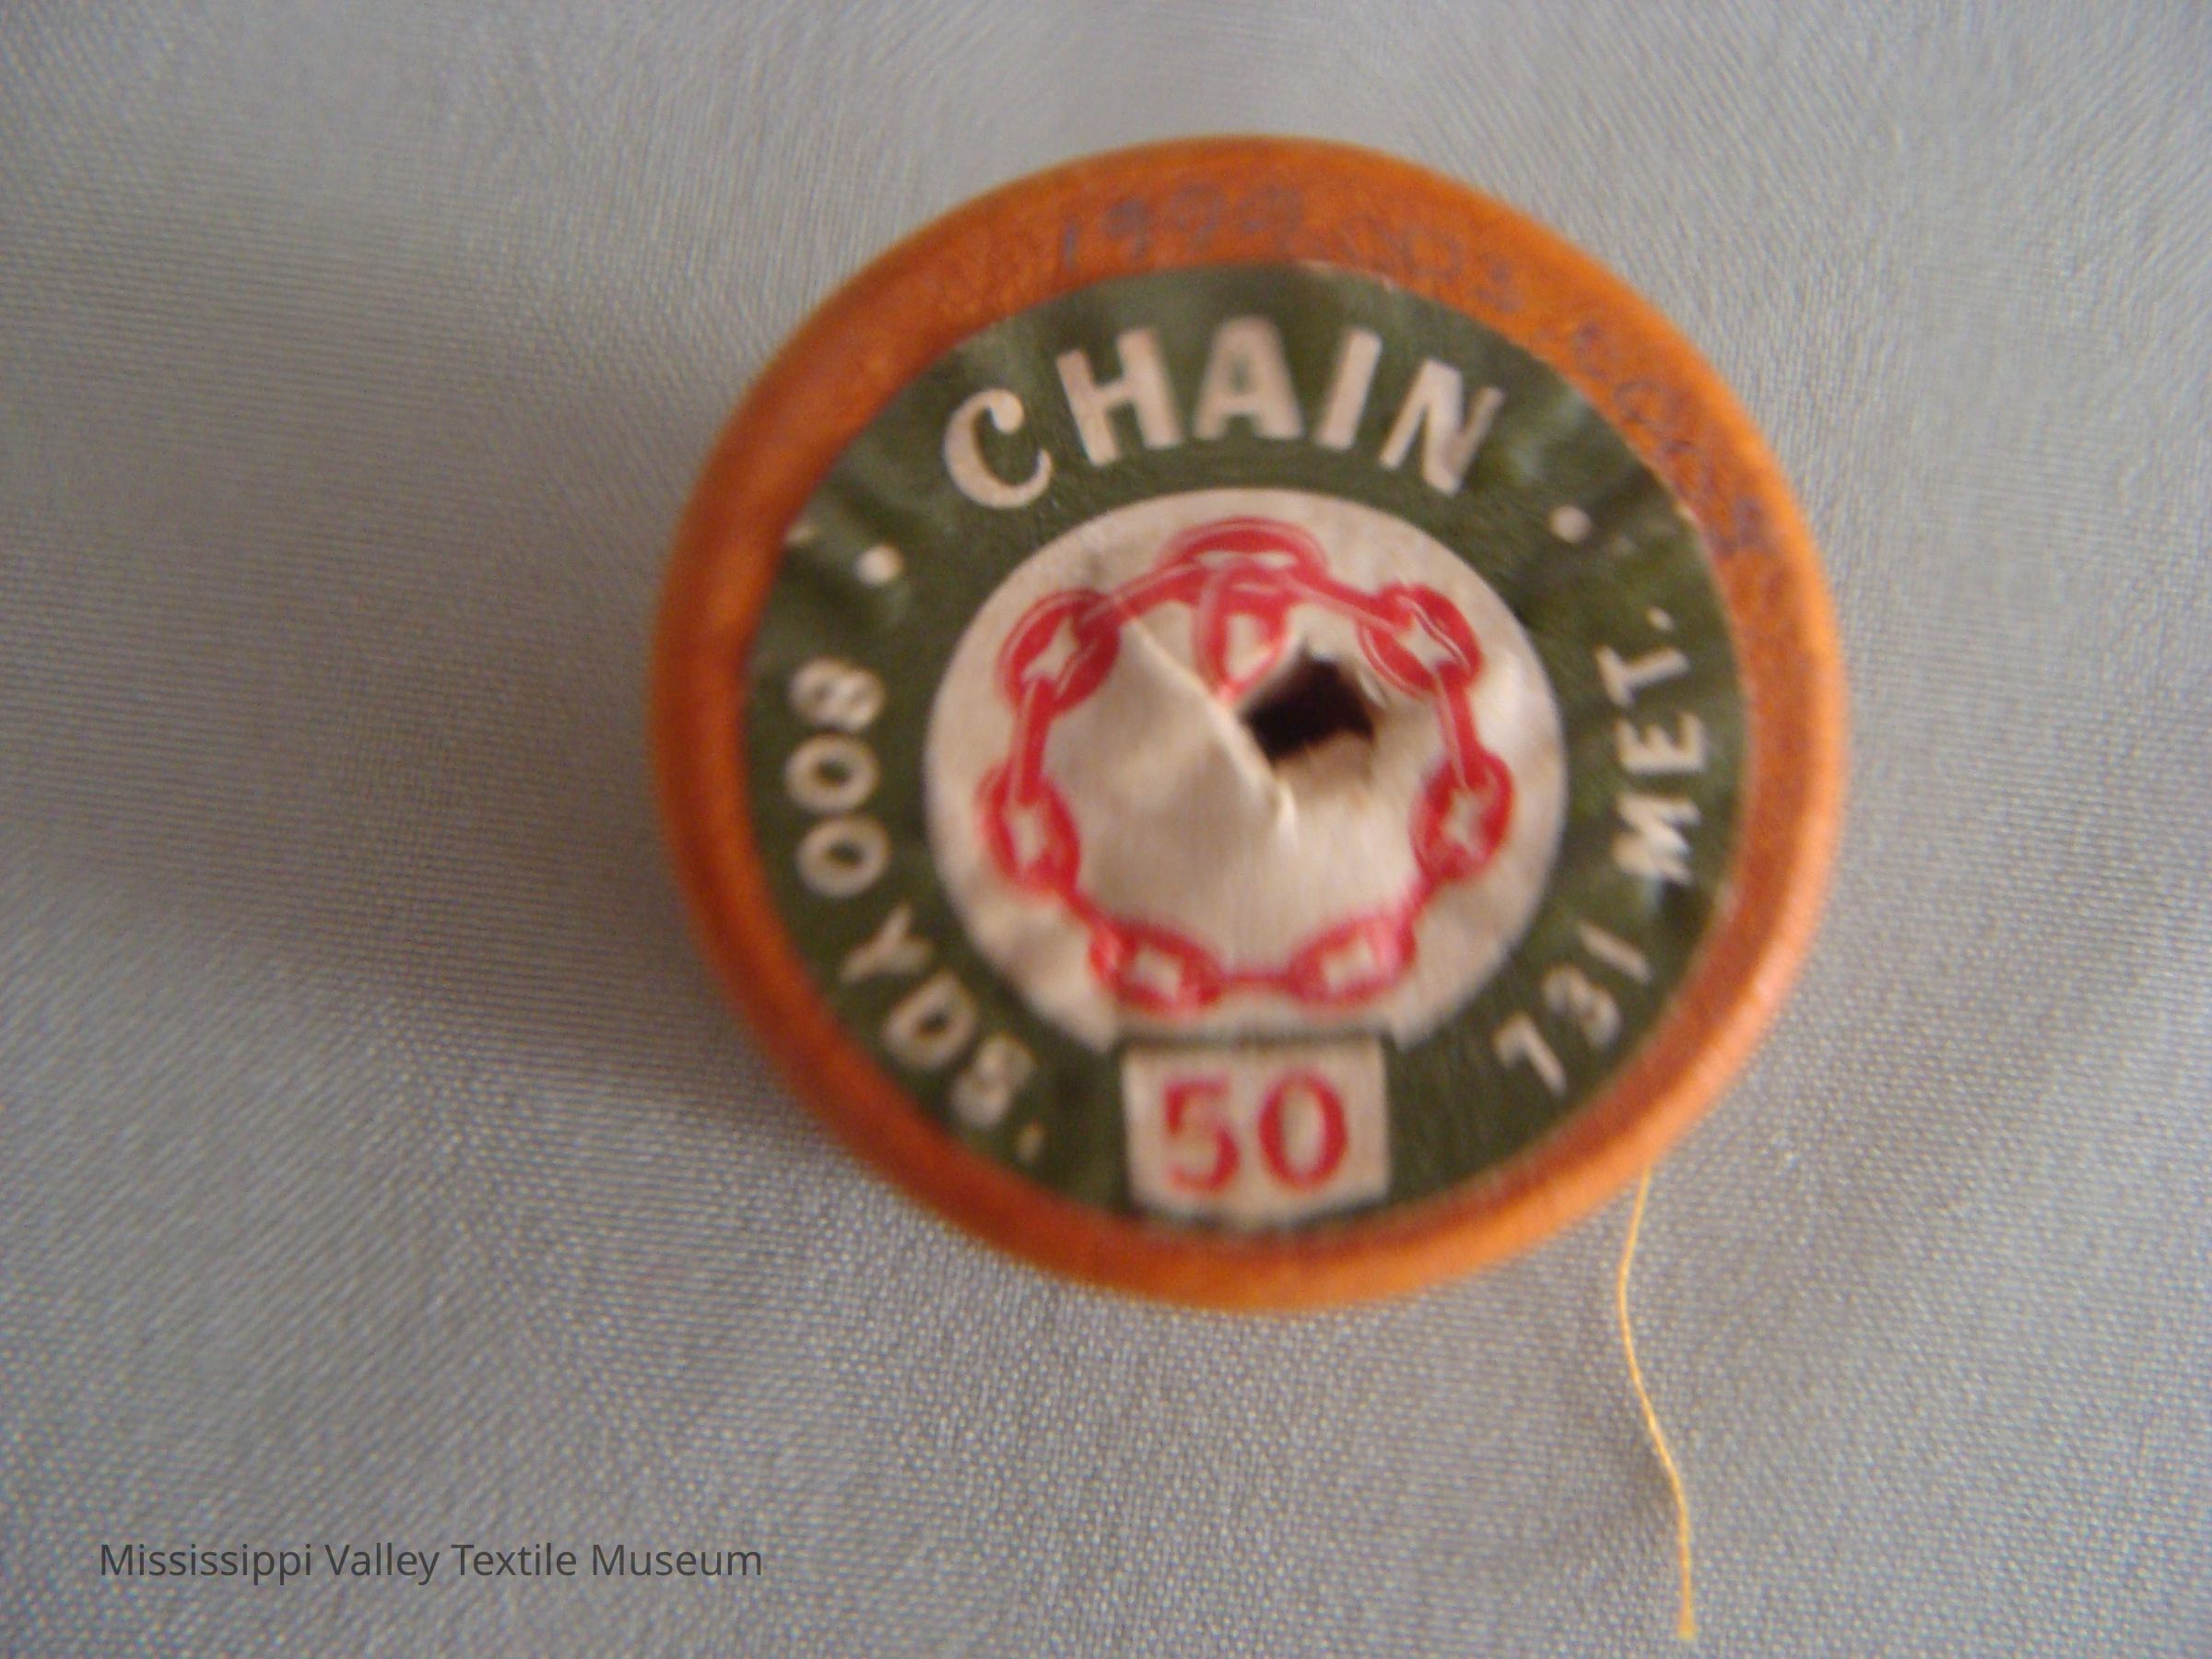 CHAIN
800 YDS.
731 MET.
50
Mississippi Valley Textile Museum